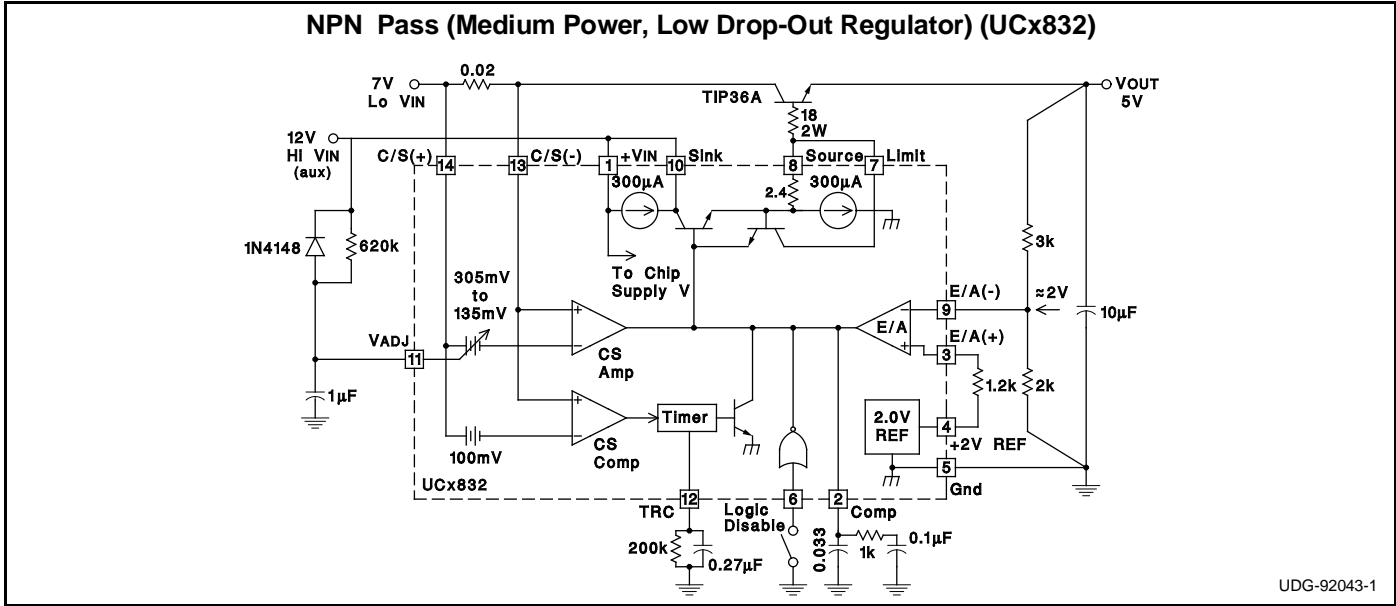 NPN Pass (Medium Power, Low Drop-Out Regulator) (UCx832)
7V
Lo VIN
0.02
TIP36A
VOUT
5V
18
2W
12V
HI VIN
(aux)
C/S(+)
14
13
C/S(-)
1
+VIN
10
Sink
8
Source
7
Limit
300µA
2.4
300µA
1N4148
620k
To Chip
Supply V
3k
305mV
to
135mV
E/A(-)
9
≈2V
10µF
E/A
+
-
E/A(+)
3
VADJ
11
+
-
CS
Amp
1.2k
2k
1µF
+
-
CS
Comp
Timer
2.0V
REF
4
+2V REF
100mV
5
Gnd
UCx832
12
TRC
6
Logic
Disable
2
Comp
200k
0.27µF
0.033
1k
0.1µF
UDG-92043-1